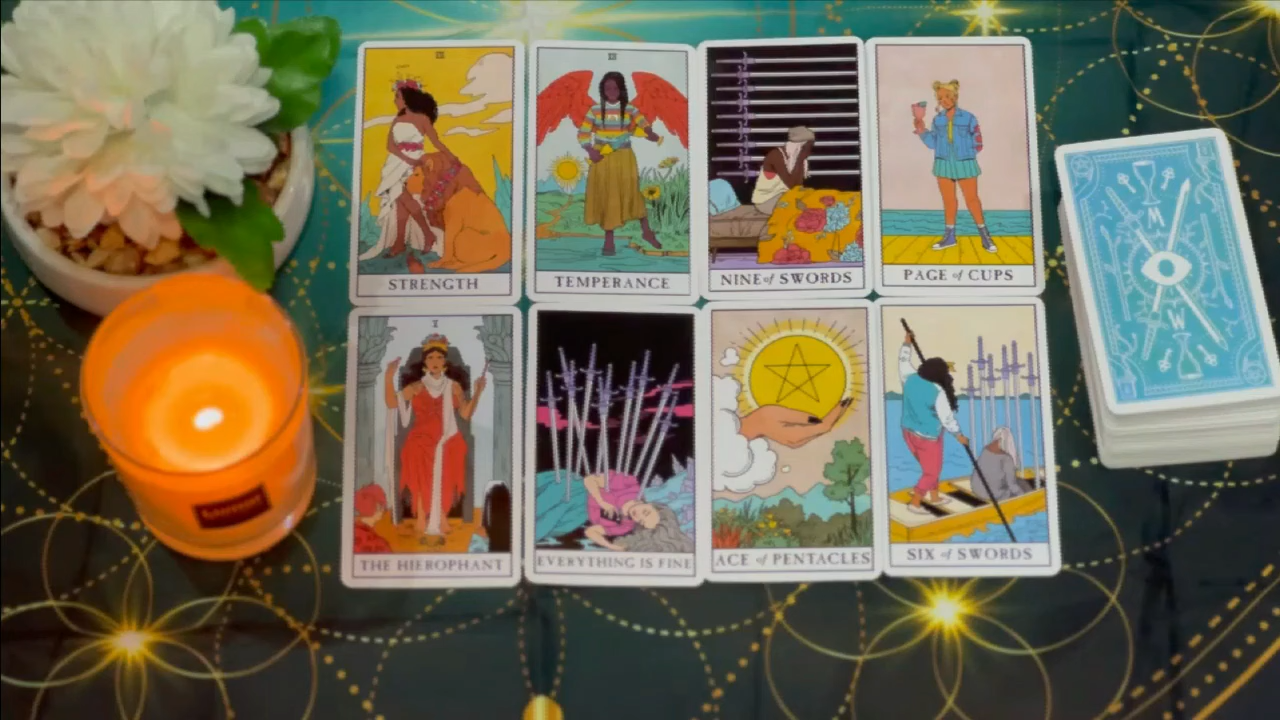 STRENGTH
TEMPERANCE
NINE of SWORDS
PAGE of CUPS
THE HIEROPHANT
EVERYTHING IS FINE
ACE of PENTACLES
SIX of SWORDS
M
W